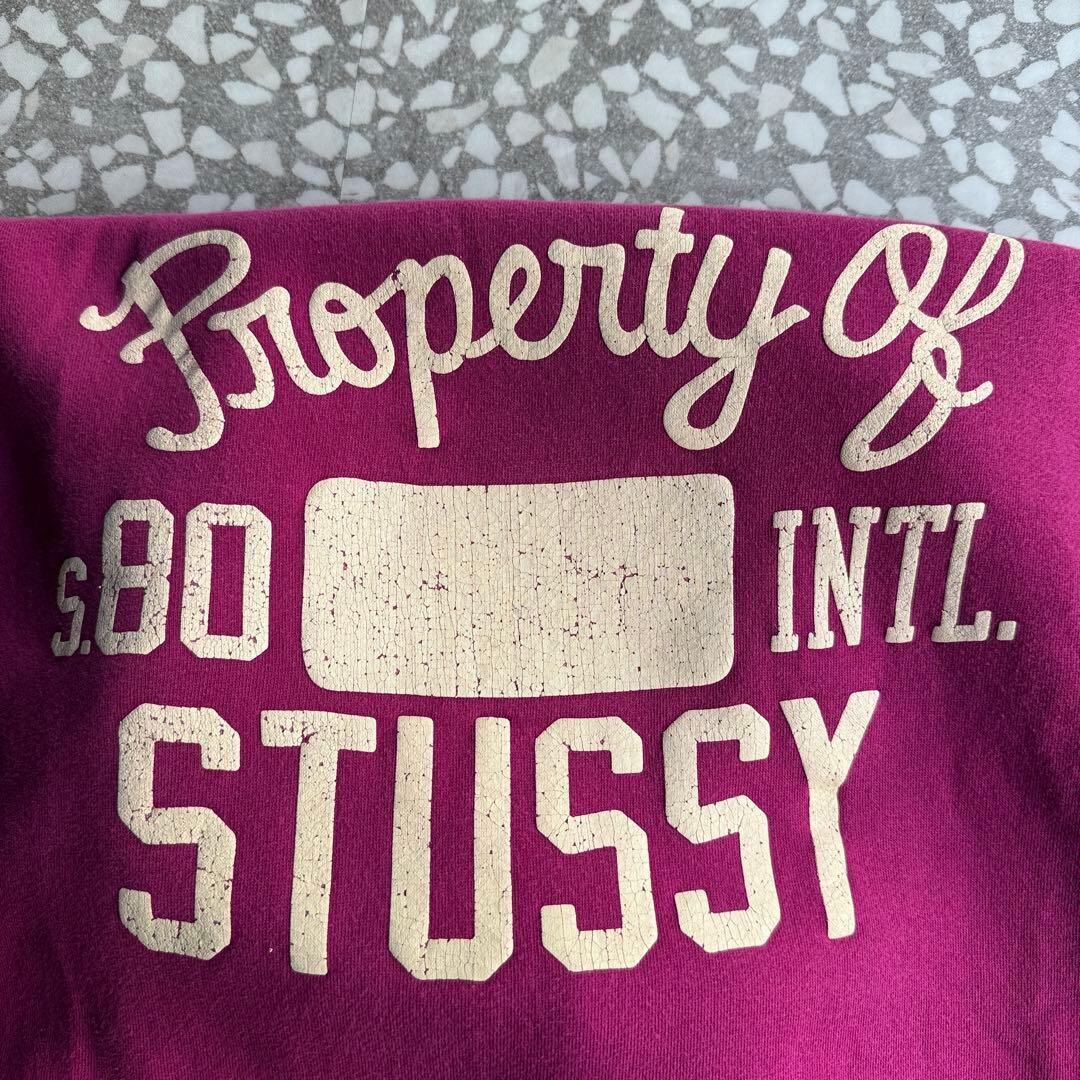 Property Of
S.80 INTL.
STUSSY